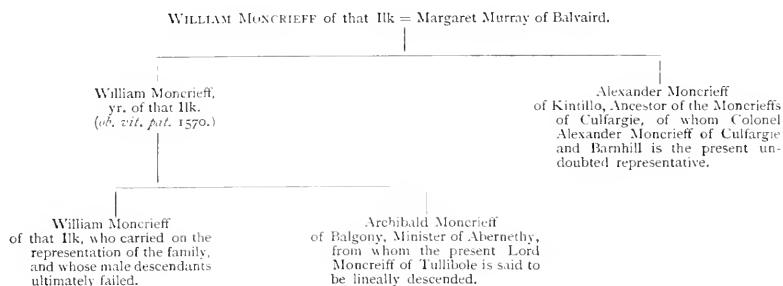 WILLIAM MONCRIEFF of that Ilk = Margaret Murray of Balvaird.
William Moncrieff,
yr. of that Ilk.
(ob. vit. pat. 1570.)
Alexander Moncrieff
of Kintillo, Ancestor of the Moncrieffs
of Culfargie, of whom Colonel
Alexander Moncrieff of Culfargie
and Barnhill is the present un-
doubted representative.
William Moncrieff
of that Ilk, who carried on the
representation of the family,
and whose male descendants
ultimately failed.
Archibald Moncrieff
of Balgony, Minister of Abernethy,
from whom the present Lord
Moncreiff of Tullibole is said to
be lineally descended.